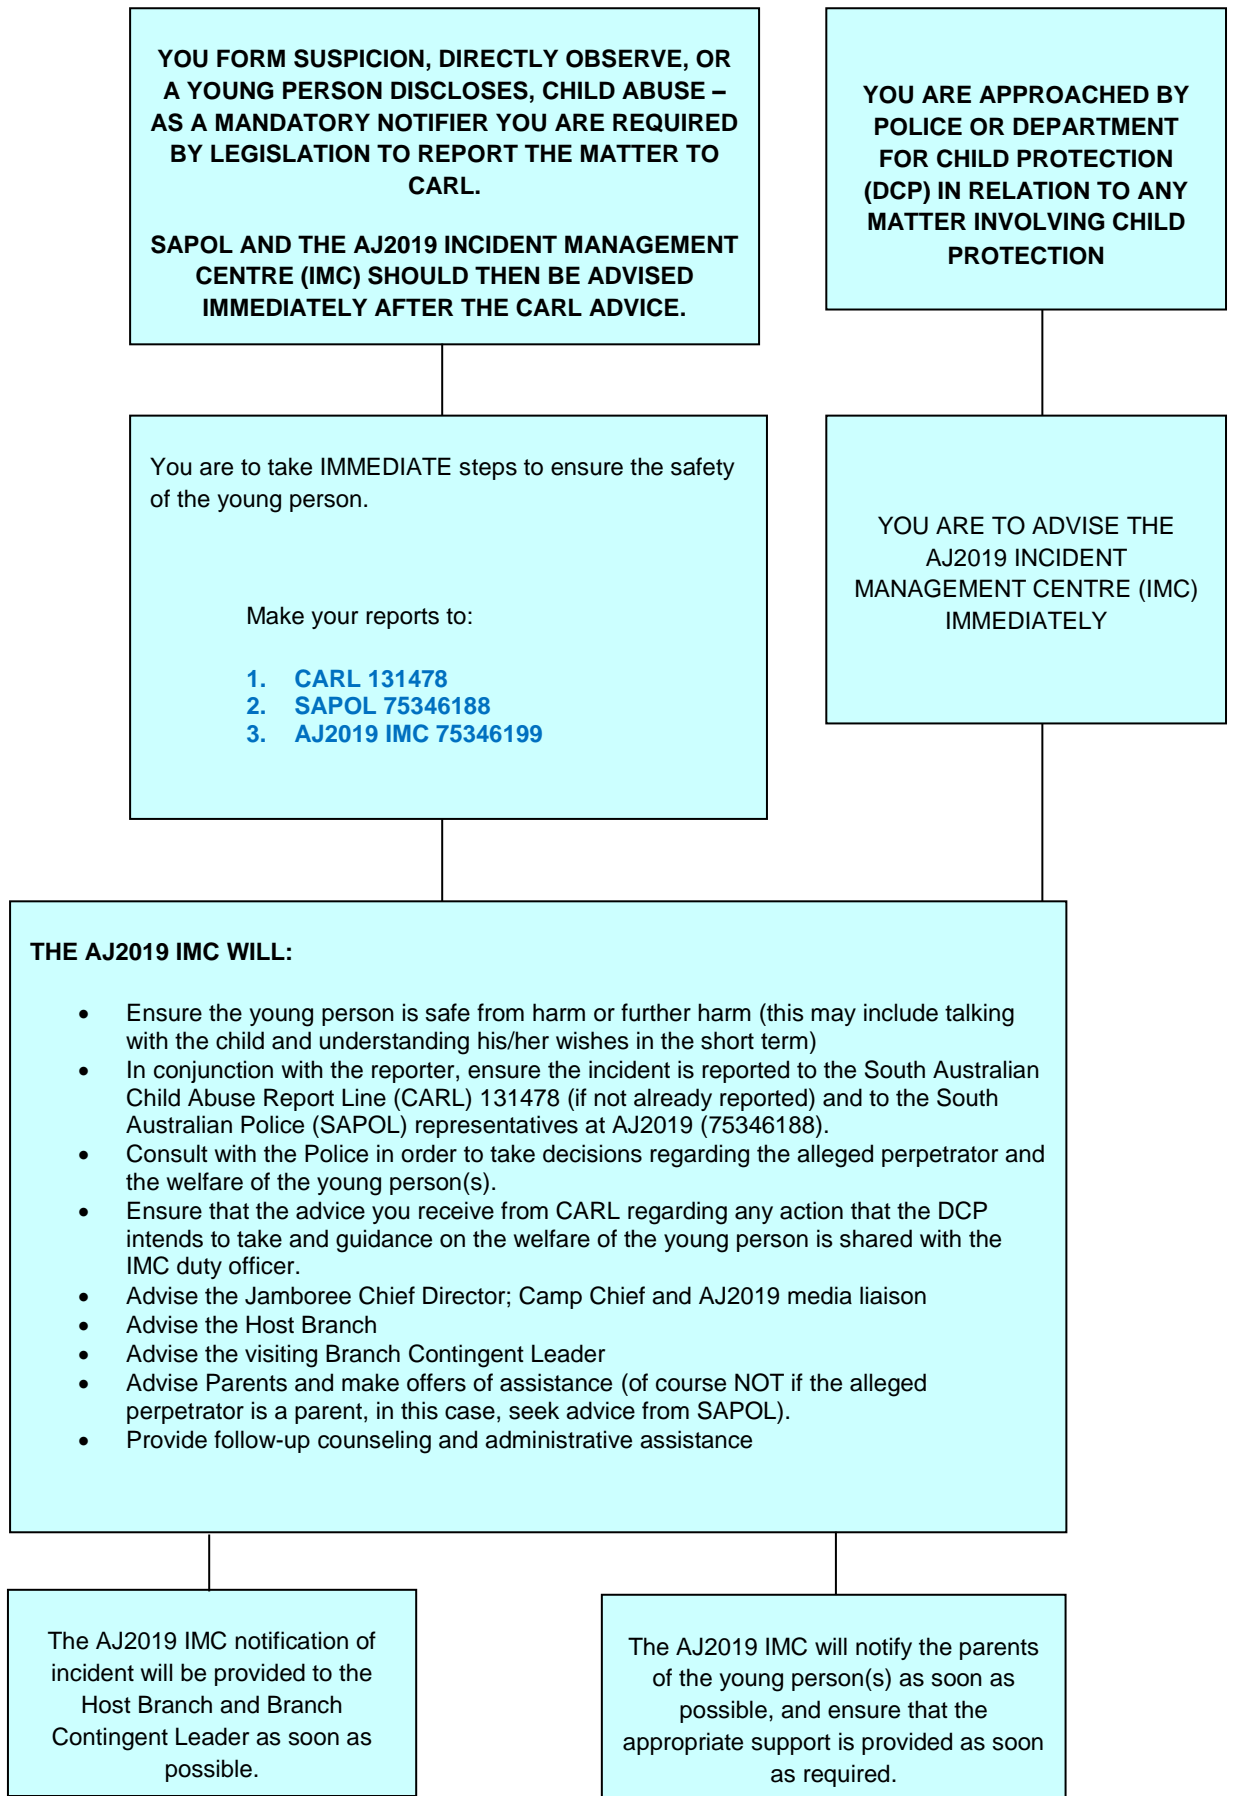 YOU FORM SUSPICION, DIRECTLY OBSERVE, OR
A YOUNG PERSON DISCLOSES, CHILD ABUSE –
AS A MANDATORY NOTIFIER YOU ARE REQUIRED
BY LEGISLATION TO REPORT THE MATTER TO
CARL.
SAPOL AND THE AJ2019 INCIDENT MANAGEMENT
CENTRE (IMC) SHOULD THEN BE ADVISED
IMMEDIATELY AFTER THE CARL ADVICE.
YOU ARE APPROACHED BY
POLICE OR DEPARTMENT
FOR CHILD PROTECTION
(DCP) IN RELATION TO ANY
MATTER INVOLVING CHILD
PROTECTION
You are to take IMMEDIATE steps to ensure the safety
of the young person.
Make your reports to:
1. CARL 131478
2. SAPOL 75346188
3. AJ2019 IMC 75346199
YOU ARE TO ADVISE THE
AJ2019 INCIDENT
MANAGEMENT CENTRE (IMC)
IMMEDIATELY
THE AJ2019 IMC WILL:
• Ensure the young person is safe from harm or further harm (this may include talking
with the child and understanding his/her wishes in the short term)
• In conjunction with the reporter, ensure the incident is reported to the South Australian
Child Abuse Report Line (CARL) 131478 (if not already reported) and to the South
Australian Police (SAPOL) representatives at AJ2019 (75346188).
• Consult with the Police in order to take decisions regarding the alleged perpetrator and
the welfare of the young person(s).
• Ensure that the advice you receive from CARL regarding any action that the DCP
intends to take and guidance on the welfare of the young person is shared with the
IMC duty officer.
• Advise the Jamboree Chief Director; Camp Chief and AJ2019 media liaison
• Advise the Host Branch
• Advise the visiting Branch Contingent Leader
• Advise Parents and make offers of assistance (of course NOT if the alleged
perpetrator is a parent, in this case, seek advice from SAPOL).
• Provide follow-up counseling and administrative assistance
The AJ2019 IMC notification of
incident will be provided to the
Host Branch and Branch
Contingent Leader as soon as
possible.
The AJ2019 IMC will notify the parents
of the young person(s) as soon as
possible, and ensure that the
appropriate support is provided as soon
as required.